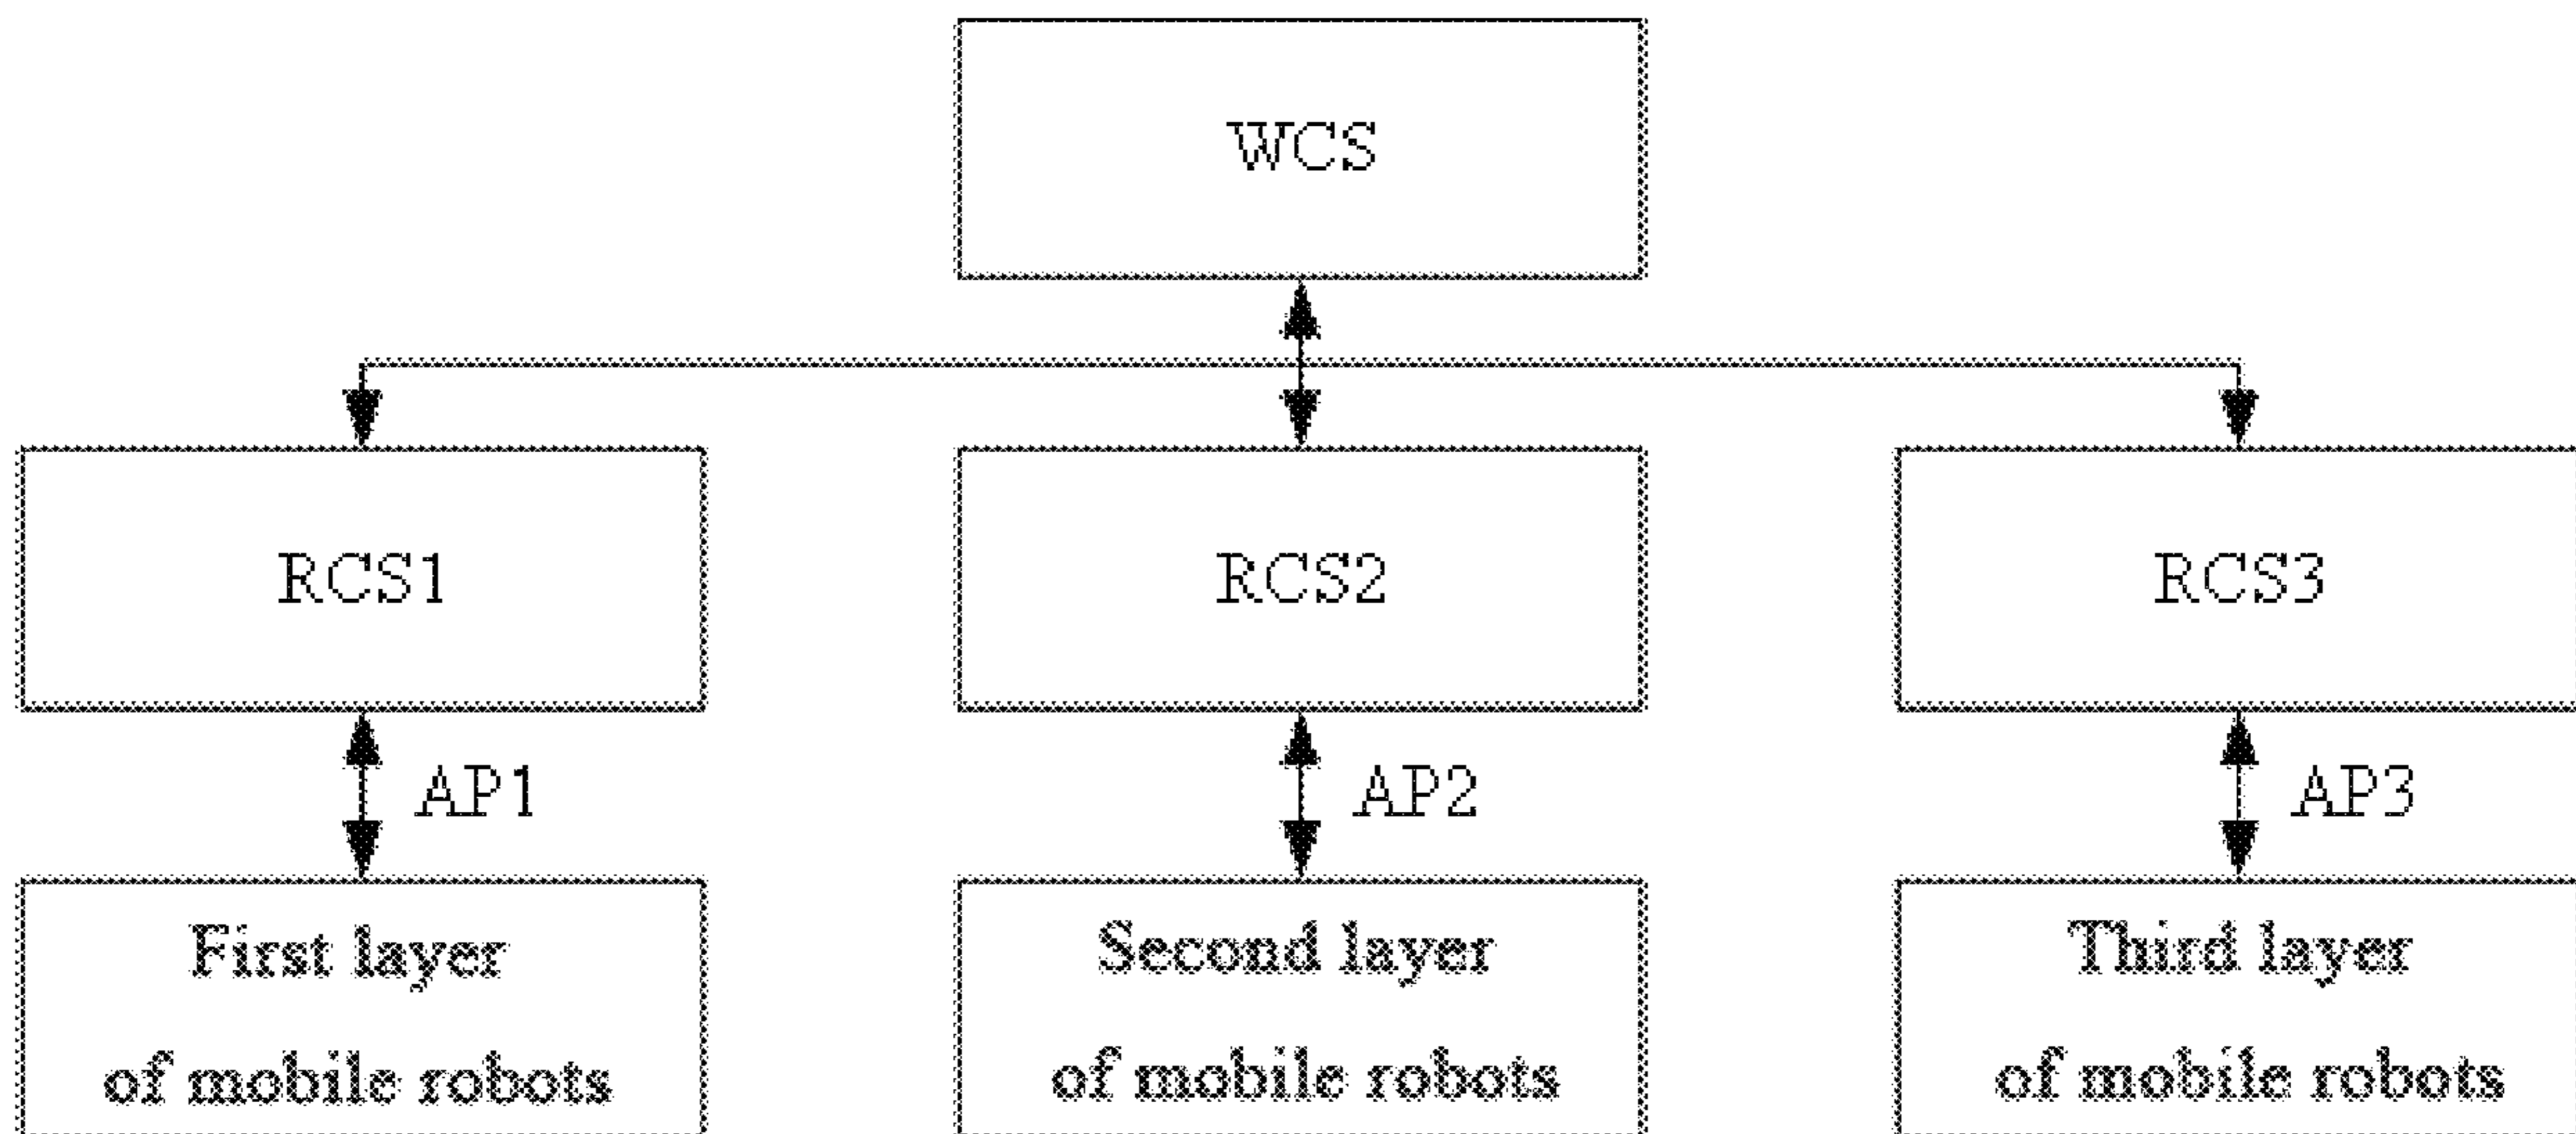 WCS
RCS1
RCS2
RCS3
AP1
AP2
AP3
First layer
of mobile robots
Second layer
of mobile robots
Third layer
of mobile robots